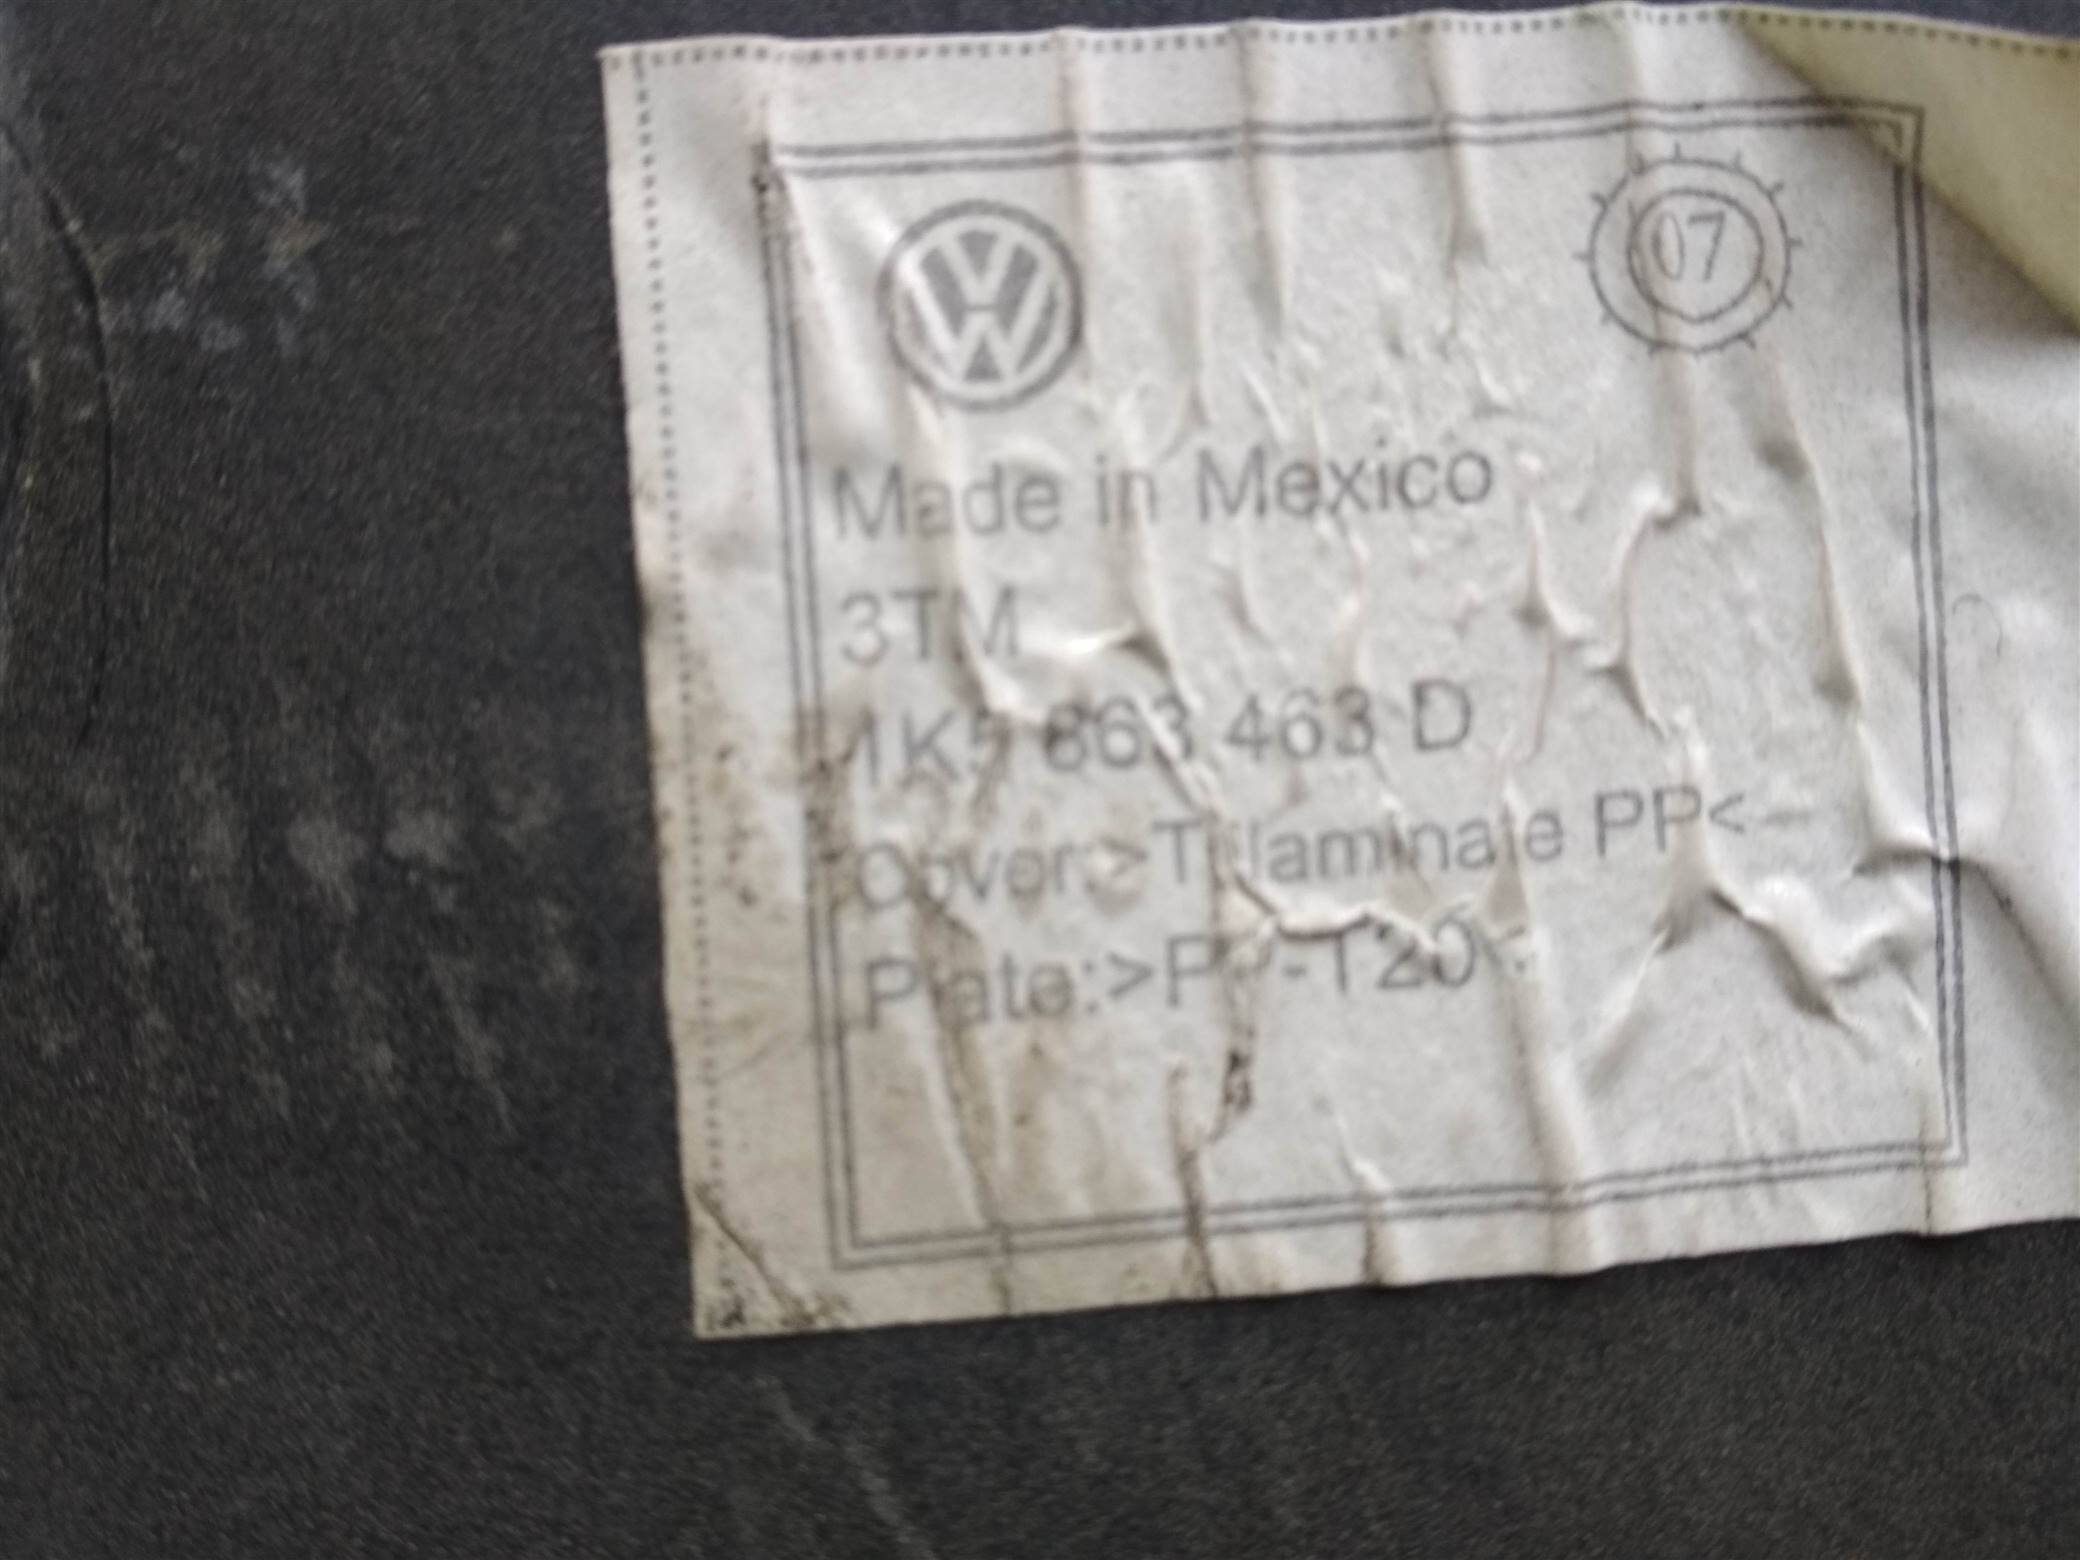 07
Made in Mexico
3TM
1K5 863 463 D
Cover:>Trilaminate PP<
Plate:>PP-T20<